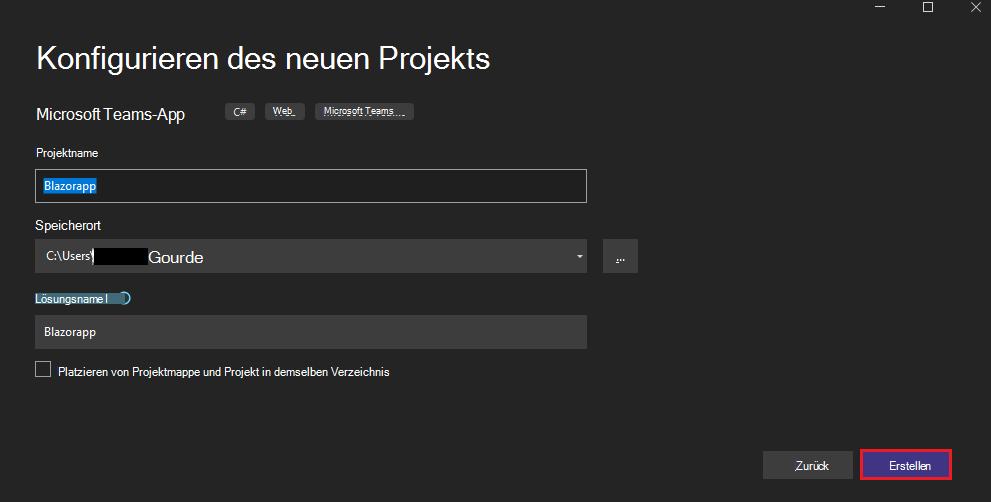 Konfigurieren des neuen Projekts
Microsoft Teams-App C# Web Microsoft Teams....
Projektname
Blazorapp
Speicherort
C:\Users\ Gourde
...
Lösungsname
Blazorapp
Platzieren von Projektmappe und Projekt in demselben Verzeichnis
Zurück Erstellen